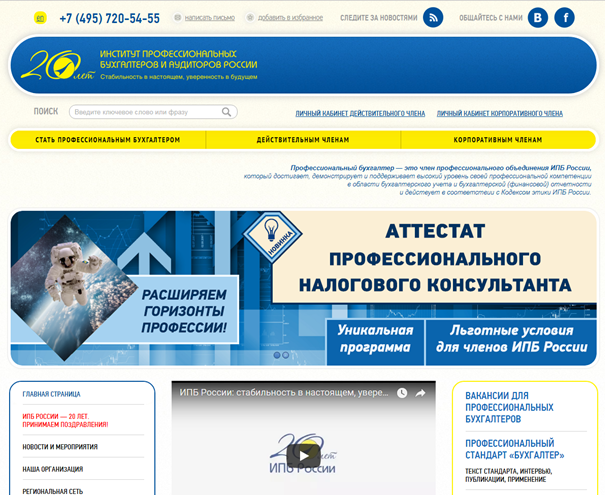 +7 (495) 720-54-55
написать письмо
добавить в избранное
СЛЕДИТЕ ЗА НОВОСТЯМИ
ОБЩАЙТЕСЬ С НАМИ
B
f
20 лет
ИНСТИТУТ ПРОФЕССИОНАЛЬНЫХ
БУХГАЛТЕРОВ И АУДИТОРОВ РОССИИ
Стабильность в настоящем, уверенность в будущем
ПОИСК
Введите ключевое слово или фразу
ЛИЧНЫЙ КАБИНЕТ ДЕЙСТВИТЕЛЬНОГО ЧЛЕНА
ЛИЧНЫЙ КАБИНЕТ КОРПОРАТИВНОГО ЧЛЕНА
СТАТЬ ПРОФЕССИОНАЛЬНЫМ БУХГАЛТЕРОМ
ДЕЙСТВИТЕЛЬНЫМ ЧЛЕНАМ
КОРПОРАТИВНЫМ ЧЛЕНАМ
Профессиональный бухгалтер — это член профессионального объединения ИПБ России,
который достигает, демонстрирует и поддерживает высокий уровень своей профессиональной компетенции
в области бухгалтерского учета и бухгалтерской (финансовой) отчетности
и действует в соответствии с Кодексом этики ИПБ России.
РАСШИРЯЕМ
ГОРИЗОНТЫ
ПРОФЕССИИ!
НОВИНКА
АТТЕСТАТ
ПРОФЕССИОНАЛЬНОГО
НАЛОГОВОГО КОНСУЛЬТАНТА
Уникальная
программа
Льготные условия
для членов ИПБ России
ГЛАВНАЯ СТРАНИЦА
ИПБ РОССИИ — 20 ЛЕТ.
ПРИНИМАЕМ ПОЗДРАВЛЕНИЯ!
НОВОСТИ И МЕРОПРИЯТИЯ
НАША ОРГАНИЗАЦИЯ
РЕГИОНАЛЬНАЯ СЕТЬ
ИПБ России: стабильность в настоящем, увере...
20 лет
ИПБ России
ВАКАНСИИ ДЛЯ
ПРОФЕССИОНАЛЬНЫХ
БУХГАЛТЕРОВ
ПРОФЕССИОНАЛЬНЫЙ
СТАНДАРТ «БУХГАЛТЕР»
ТЕКСТ СТАНДАРТА, ИНТЕРВЬЮ,
ПУБЛИКАЦИИ, ПРИМЕНЕНИЕ